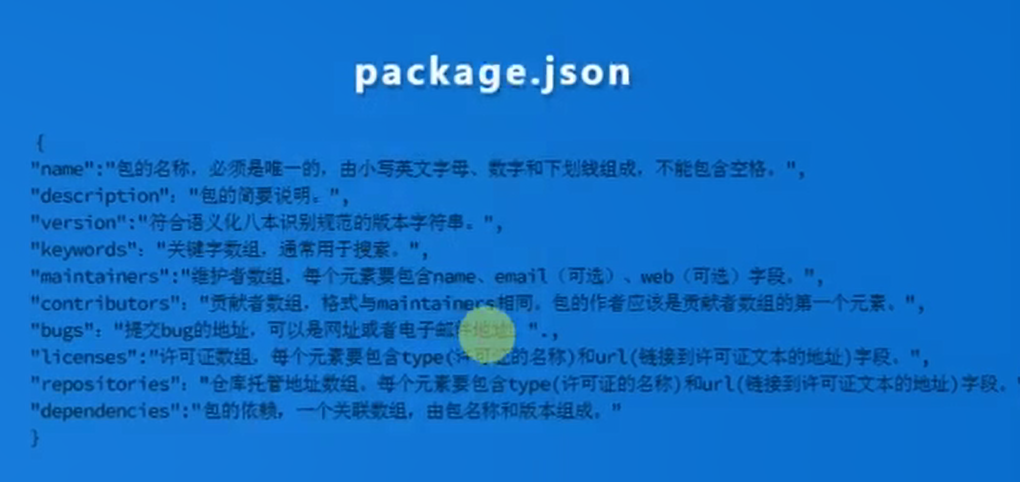 package.json
{
"name":"包的名称，必须是唯一的，由小写英文字母、数字和下划线组成，不能包含空格。",
"description"："包的简要说明。",
"version":"符合语义化八本识别规范的版本字符串。",
"keywords"："关键字数组，通常用于搜索。",
"maintainers":"维护者数组，每个元素要包含name、email（可选）、web（可选）字段。",
"contributors"："贡献者数组，格式与maintainers相同。包的作者应该是贡献者数组的第一个元素。",
"bugs"："提交bug的地址，可以是网址或者电子邮件地址。".,
"licenses":"许可证数组，每个元素要包含type(许可证的名称)和url(链接到许可证文本的地址)字段。",
"repositories"："仓库托管地址数组。每个元素要包含type(许可证的名称)和url(链接到许可证文本的地址)字段。"
"dependencies":"包的依赖，一个关联数组，由包名称和版本组成。"
}